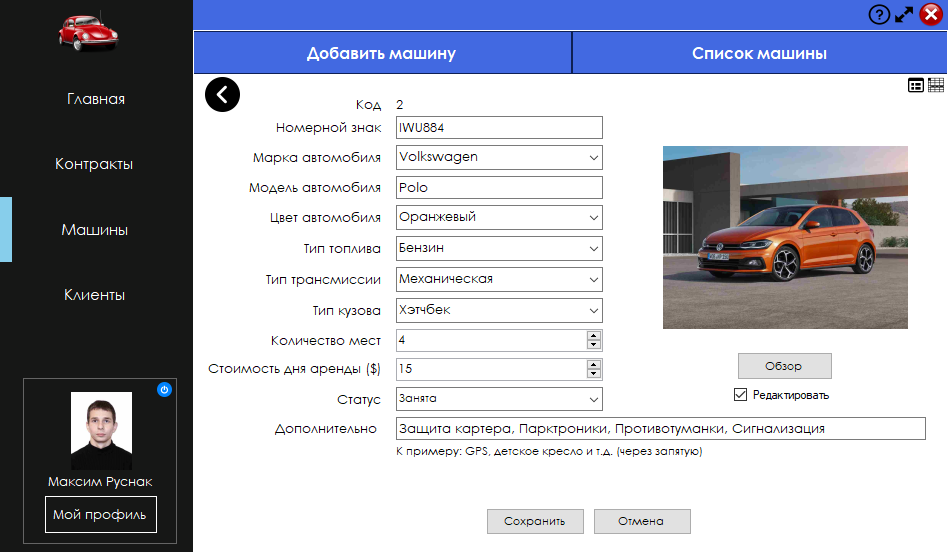 ?
Добавить машину
Список машины
Главная
Контракты
Машины
Клиенты
Код 2
Номерной знак IWU884
Марка автомобиля Volkswagen
Модель автомобиля Polo
Цвет автомобиля Оранжевый
Тип топлива Бензин
Тип трансмиссии Механическая
Тип кузова Хэтчбек
Количество мест 4
Стоимость дня аренды ($) 15
Статус Занята
Дополнительно Защита картера, Парктроники, Противотуманки, Сигнализация
К примеру: GPS, детское кресло и т.д. (через запятую)
Обзор
Редактировать
Сохранить
Отмена
Максим Руснак
Мой профиль